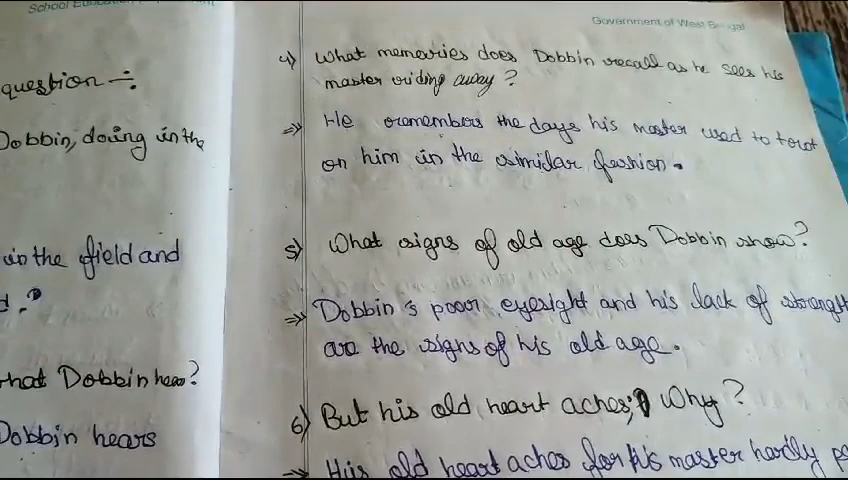 School
Government of West Bengal
question ÷
Dobbin, doing in the
in the field and
d ?
hat Dobbin hear?
Dobbin hears
4) What memories does Dobbin recall as he sees his
master riding away?
⇒ He remembers the days his master used to trot
on him in the similar fashion.
5) What signs of old age does Dobbin show?
⇒ Dobbin's poor eyesight and his lack of strength
are the signs of his old age.
6) But his old heart aches; Why?
⇒ His old heart aches for his master hardly